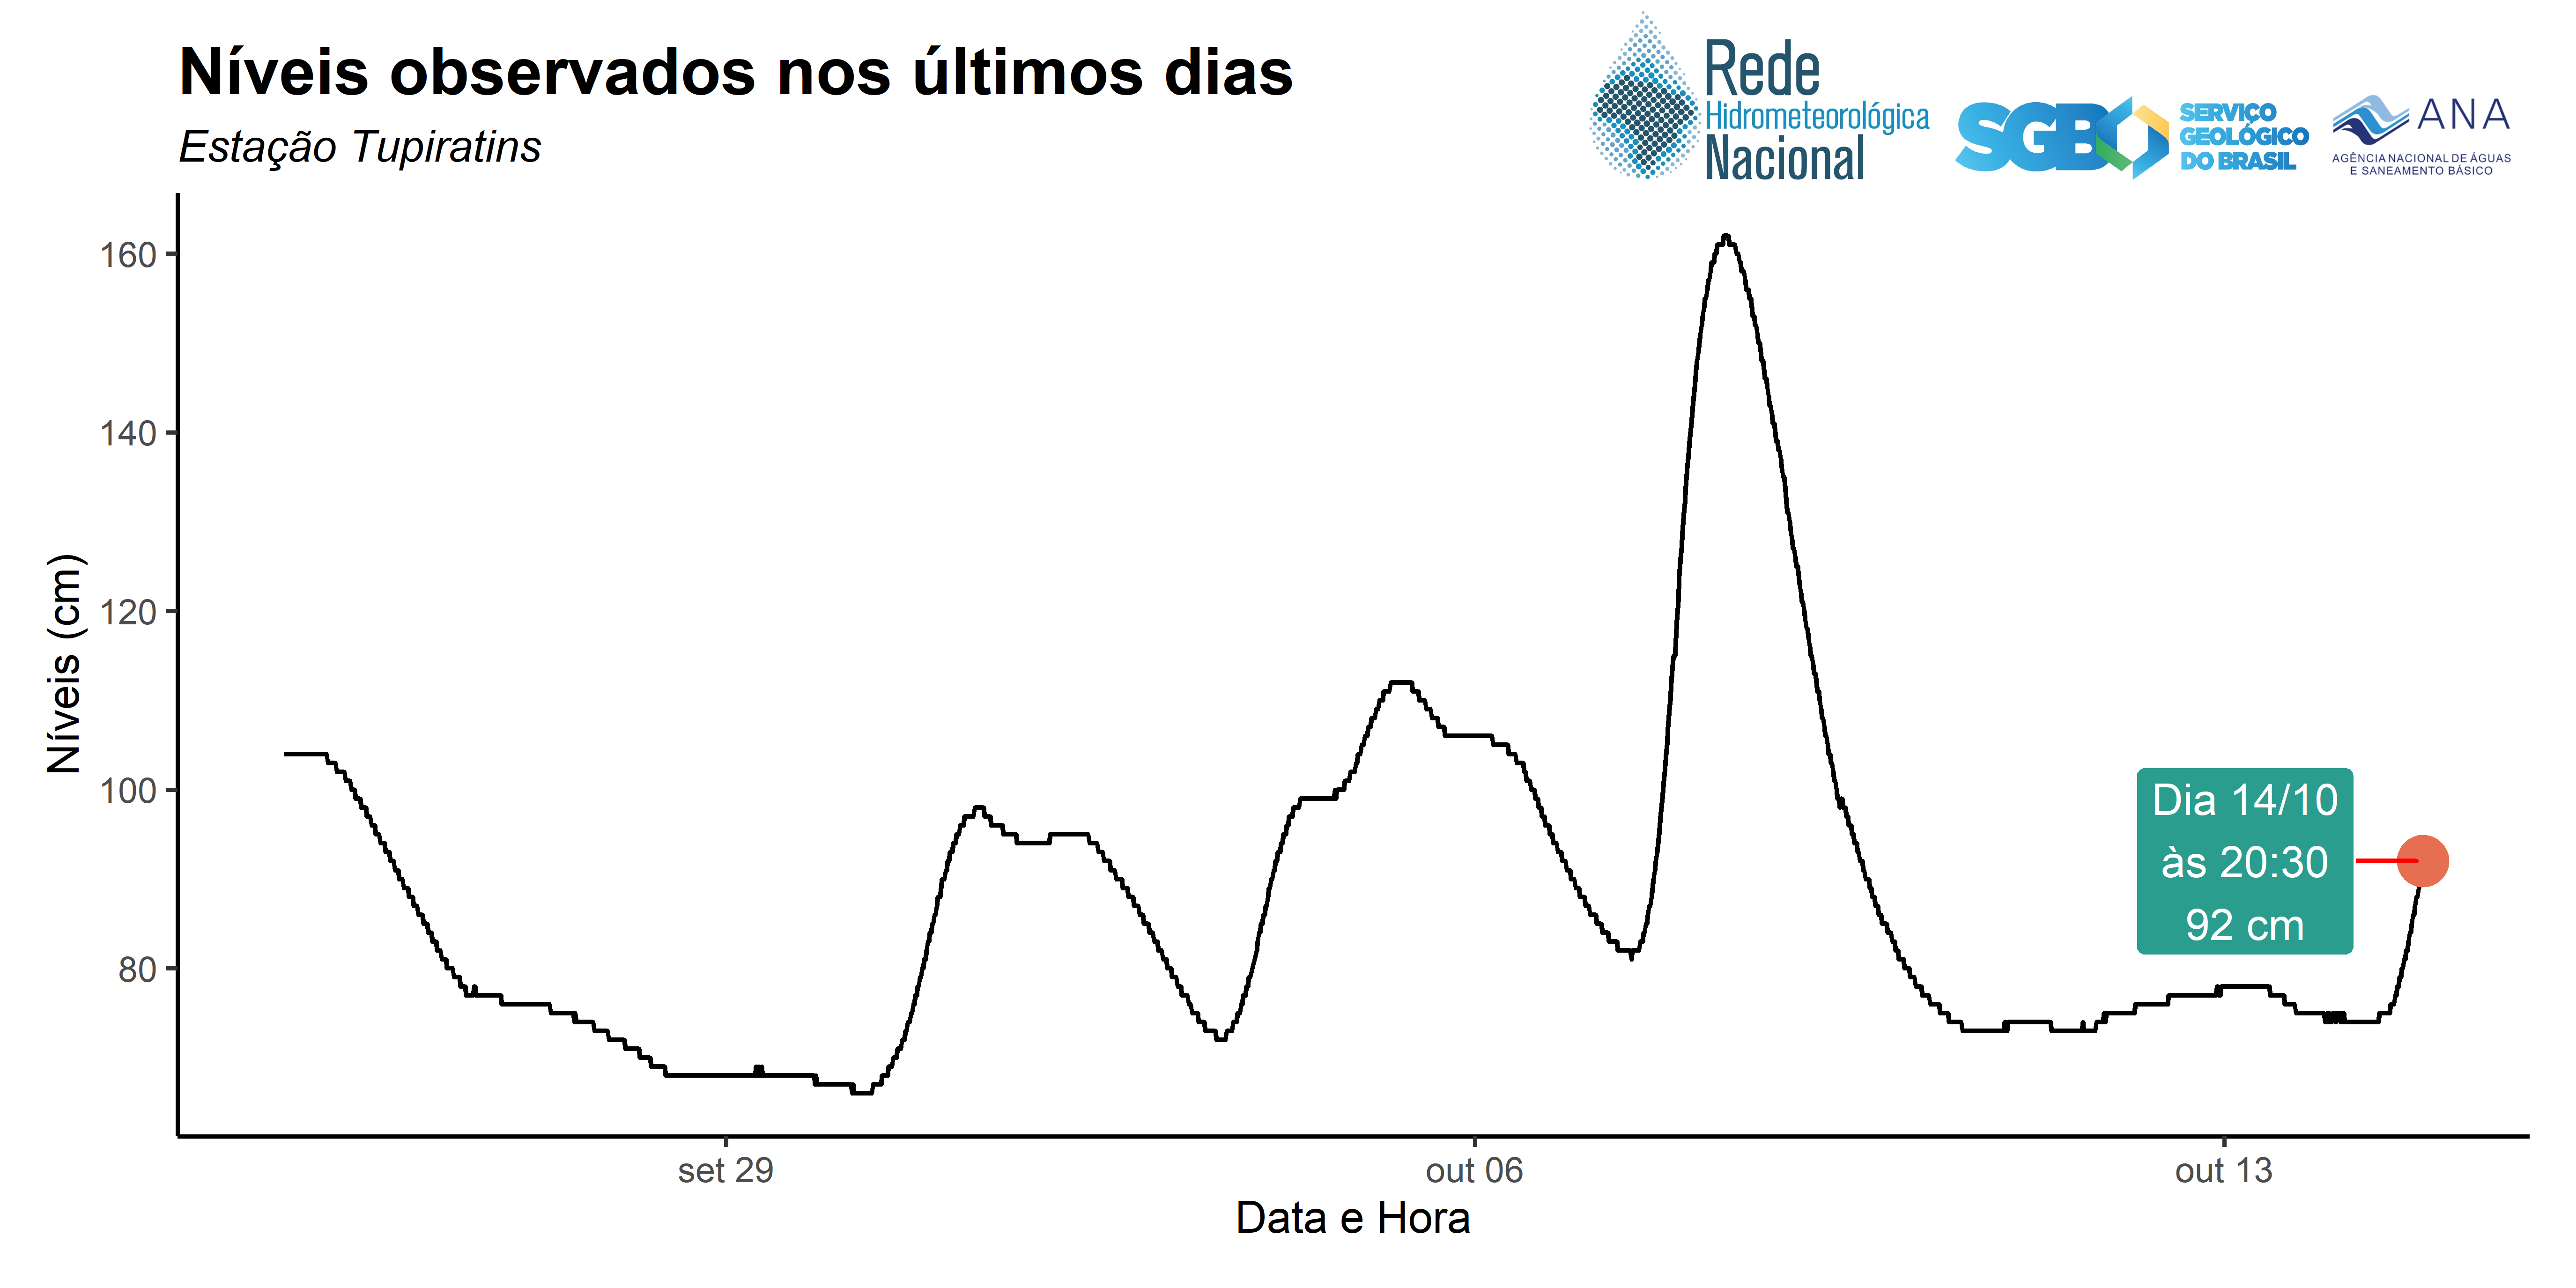 Níveis observados nos últimos dias
Estação Tupiratins
Rede
Hidrometeorológica
Nacional
SGB
SERVIÇO
GEOLÓGICO
DO BRASIL
ANA
AGÊNCIA NACIONAL DE ÁGUAS
E SANEAMENTO BÁSICO
Níveis (cm)
160
140
120
100
80
Dia 14/10
às 20:30
92 cm
set 29
out 06
out 13
Data e Hora